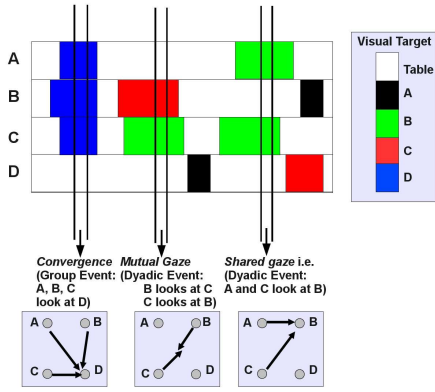 A
B
C
D
Visual Target
Table
A
B
C
D
Convergence
(Group Event:
A, B, C
look at D)
Mutual Gaze
(Dyadic Event:
B looks at C
C looks at B)
Shared gaze i.e.
(Dyadic Event:
A and C look at B)
A B
C D
A B
C D
A B
C D